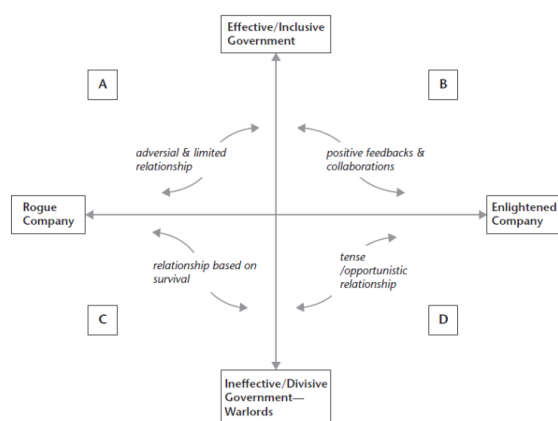 Effective/Inclusive
Government
A
B
adversial & limited
relationship
positive feedbacks &
collaborations
Rogue
Company
Enlightened
Company
relationship based on
survival
tense
/opportunistic
relationship
C
D
Ineffective/Divisive
Government—
Warlords